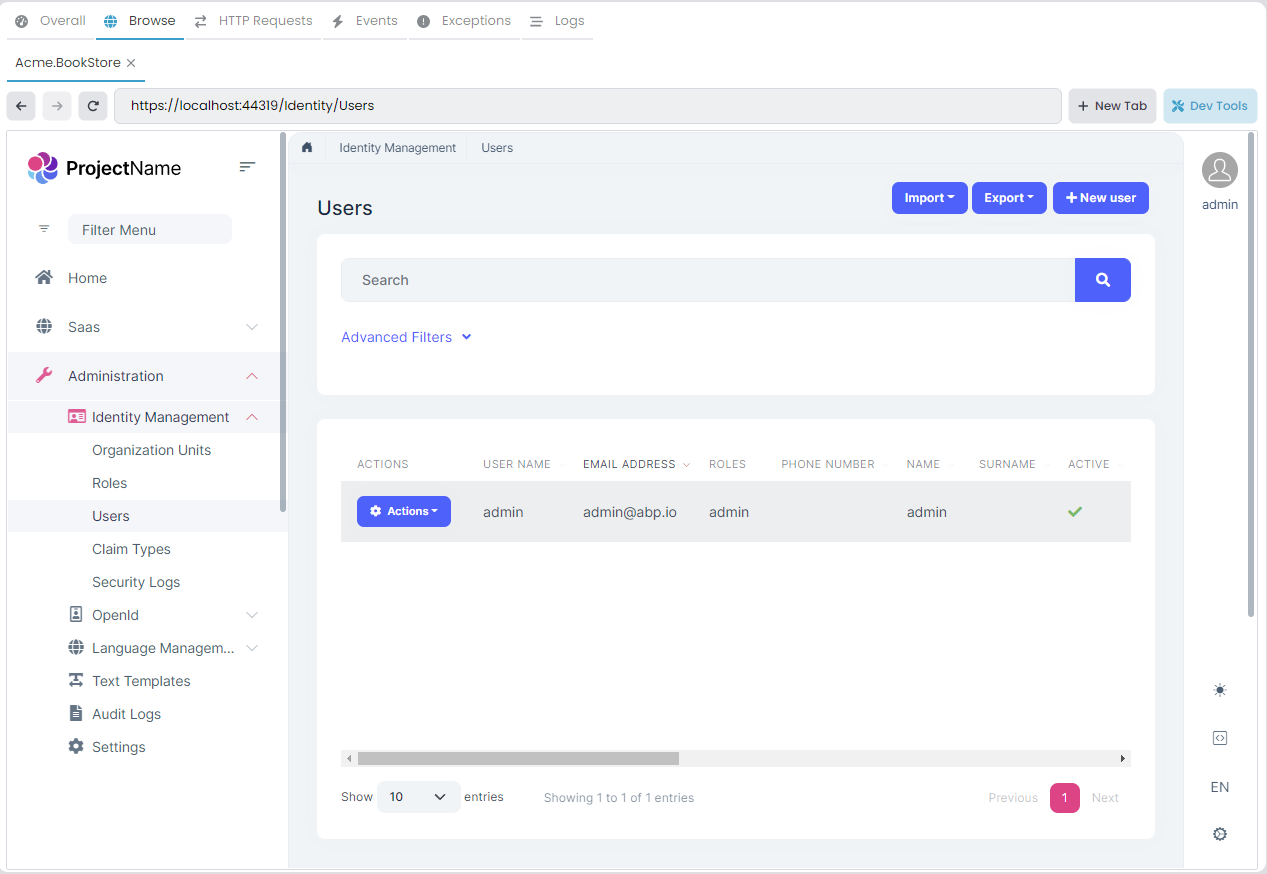 Overall Browse HTTP Requests Events Exceptions Logs
Acme.BookStore
https://localhost:44319/Identity/Users New Tab Dev Tools
ProjectName
Filter Menu
Home
Saas
Administration
Identity Management
Organization Units
Roles
Users
Claim Types
Security Logs
OpenId
Language Managem...
Text Templates
Audit Logs
Settings
Identity Management Users
Users
Import Export New user
Search
Advanced Filters
ACTIONS USER NAME EMAIL ADDRESS ROLES PHONE NUMBER NAME SURNAME ACTIVE
Actions admin admin@abp.io admin admin
Show 10 entries Showing 1 to 1 of 1 entries Previous 1 Next
admin
EN